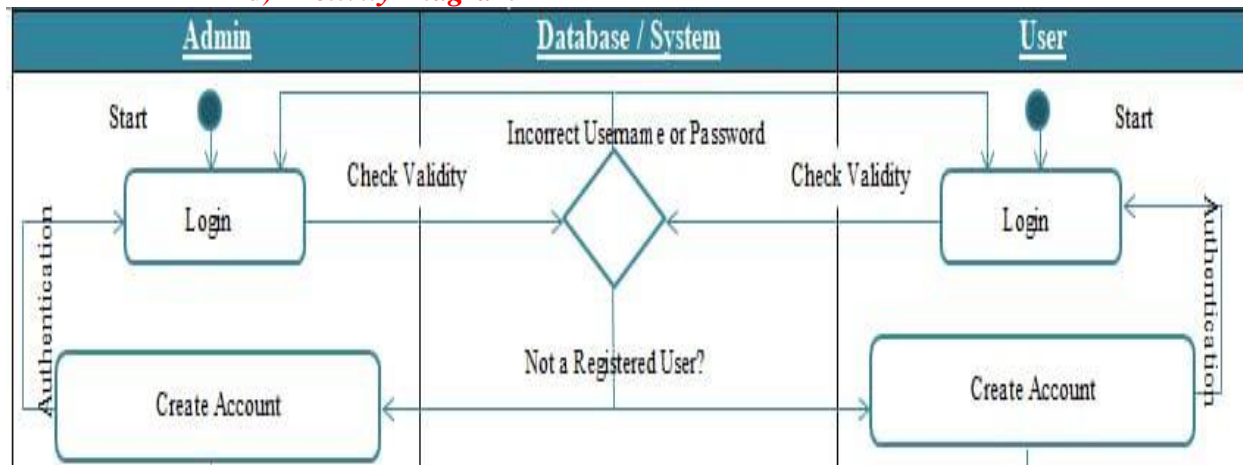 Admin
Database / System
User
Start
Start
Incorrect Username or Password
Check Validity
Check Validity
Login
Login
Authentication
Authentication
Not a Registered User?
Create Account
Create Account